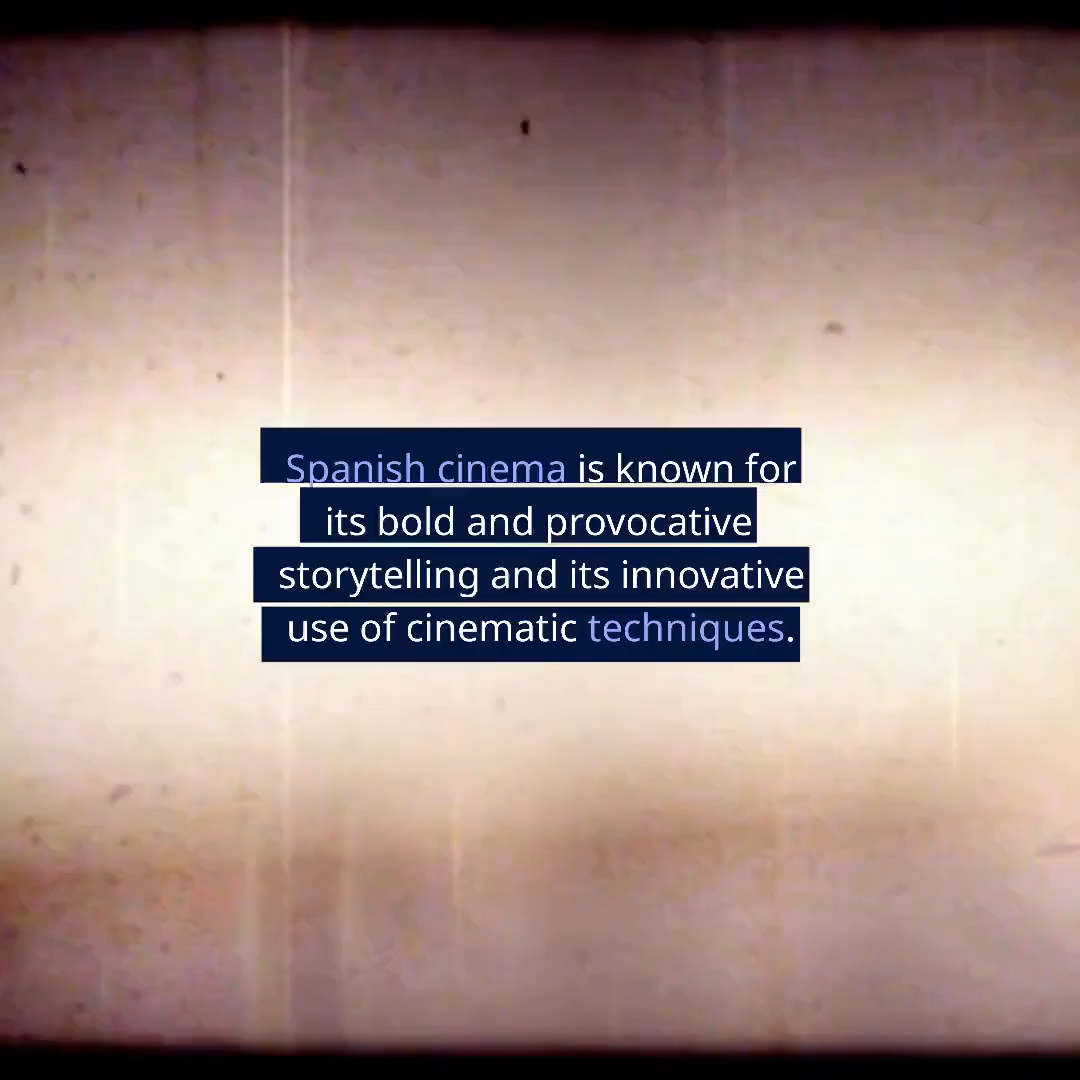 Spanish cinema is known for
its bold and provocative
storytelling and its innovative
use of cinematic techniques.